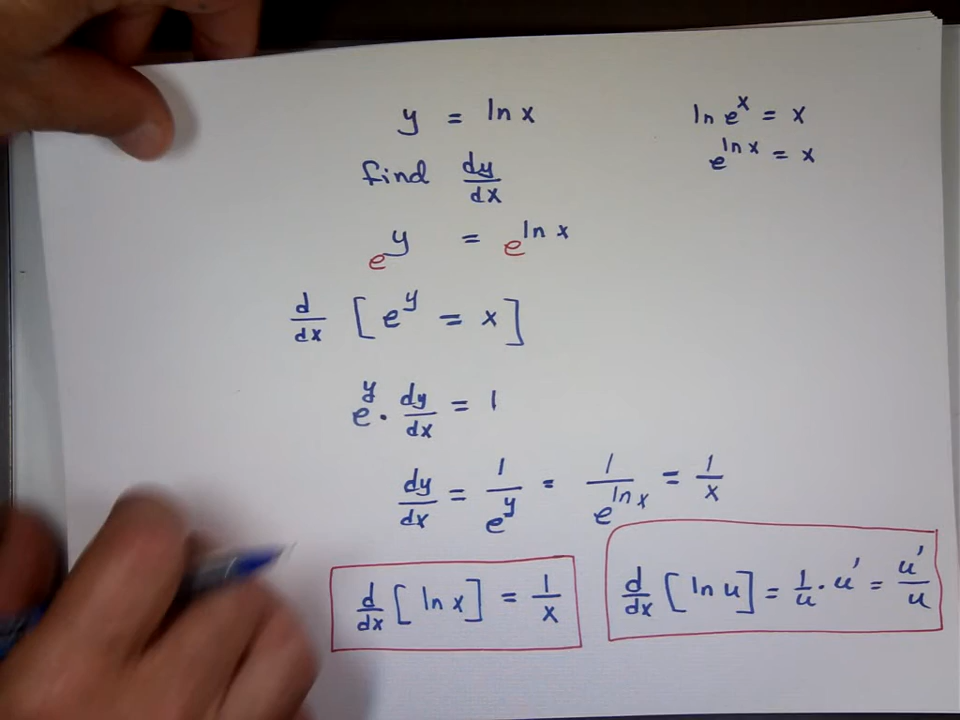 y = ln x
find dy/dx
e^y = e^(ln x)
d/dx [e^y = x]
e^y · dy/dx = 1
dy/dx = 1/e^y = 1/e^(ln x) = 1/x
d/dx [ln x] = 1/x
d/dx [ln u] = 1/u · u' = u'/u
ln e^x = x
e^(ln x) = x